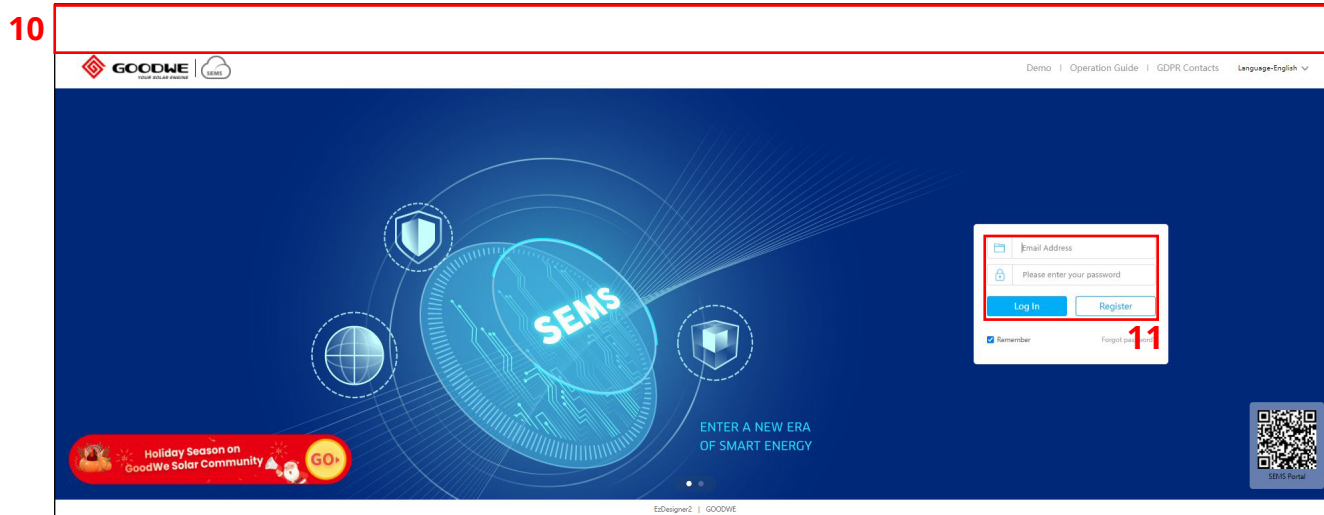 10
GOODWE
YOUR SOLAR ENGINE
SEMS
Demo | Operation Guide | GDPR Contacts Language-English
Email Address
Please enter your password
Log In Register
11
Remember Forgot password
SEMS
ENTER A NEW ERA
OF SMART ENERGY
Holiday Season on
GoodWe Solar Community
GO
SEMS Portal
EzDesigner2 | GOODWE